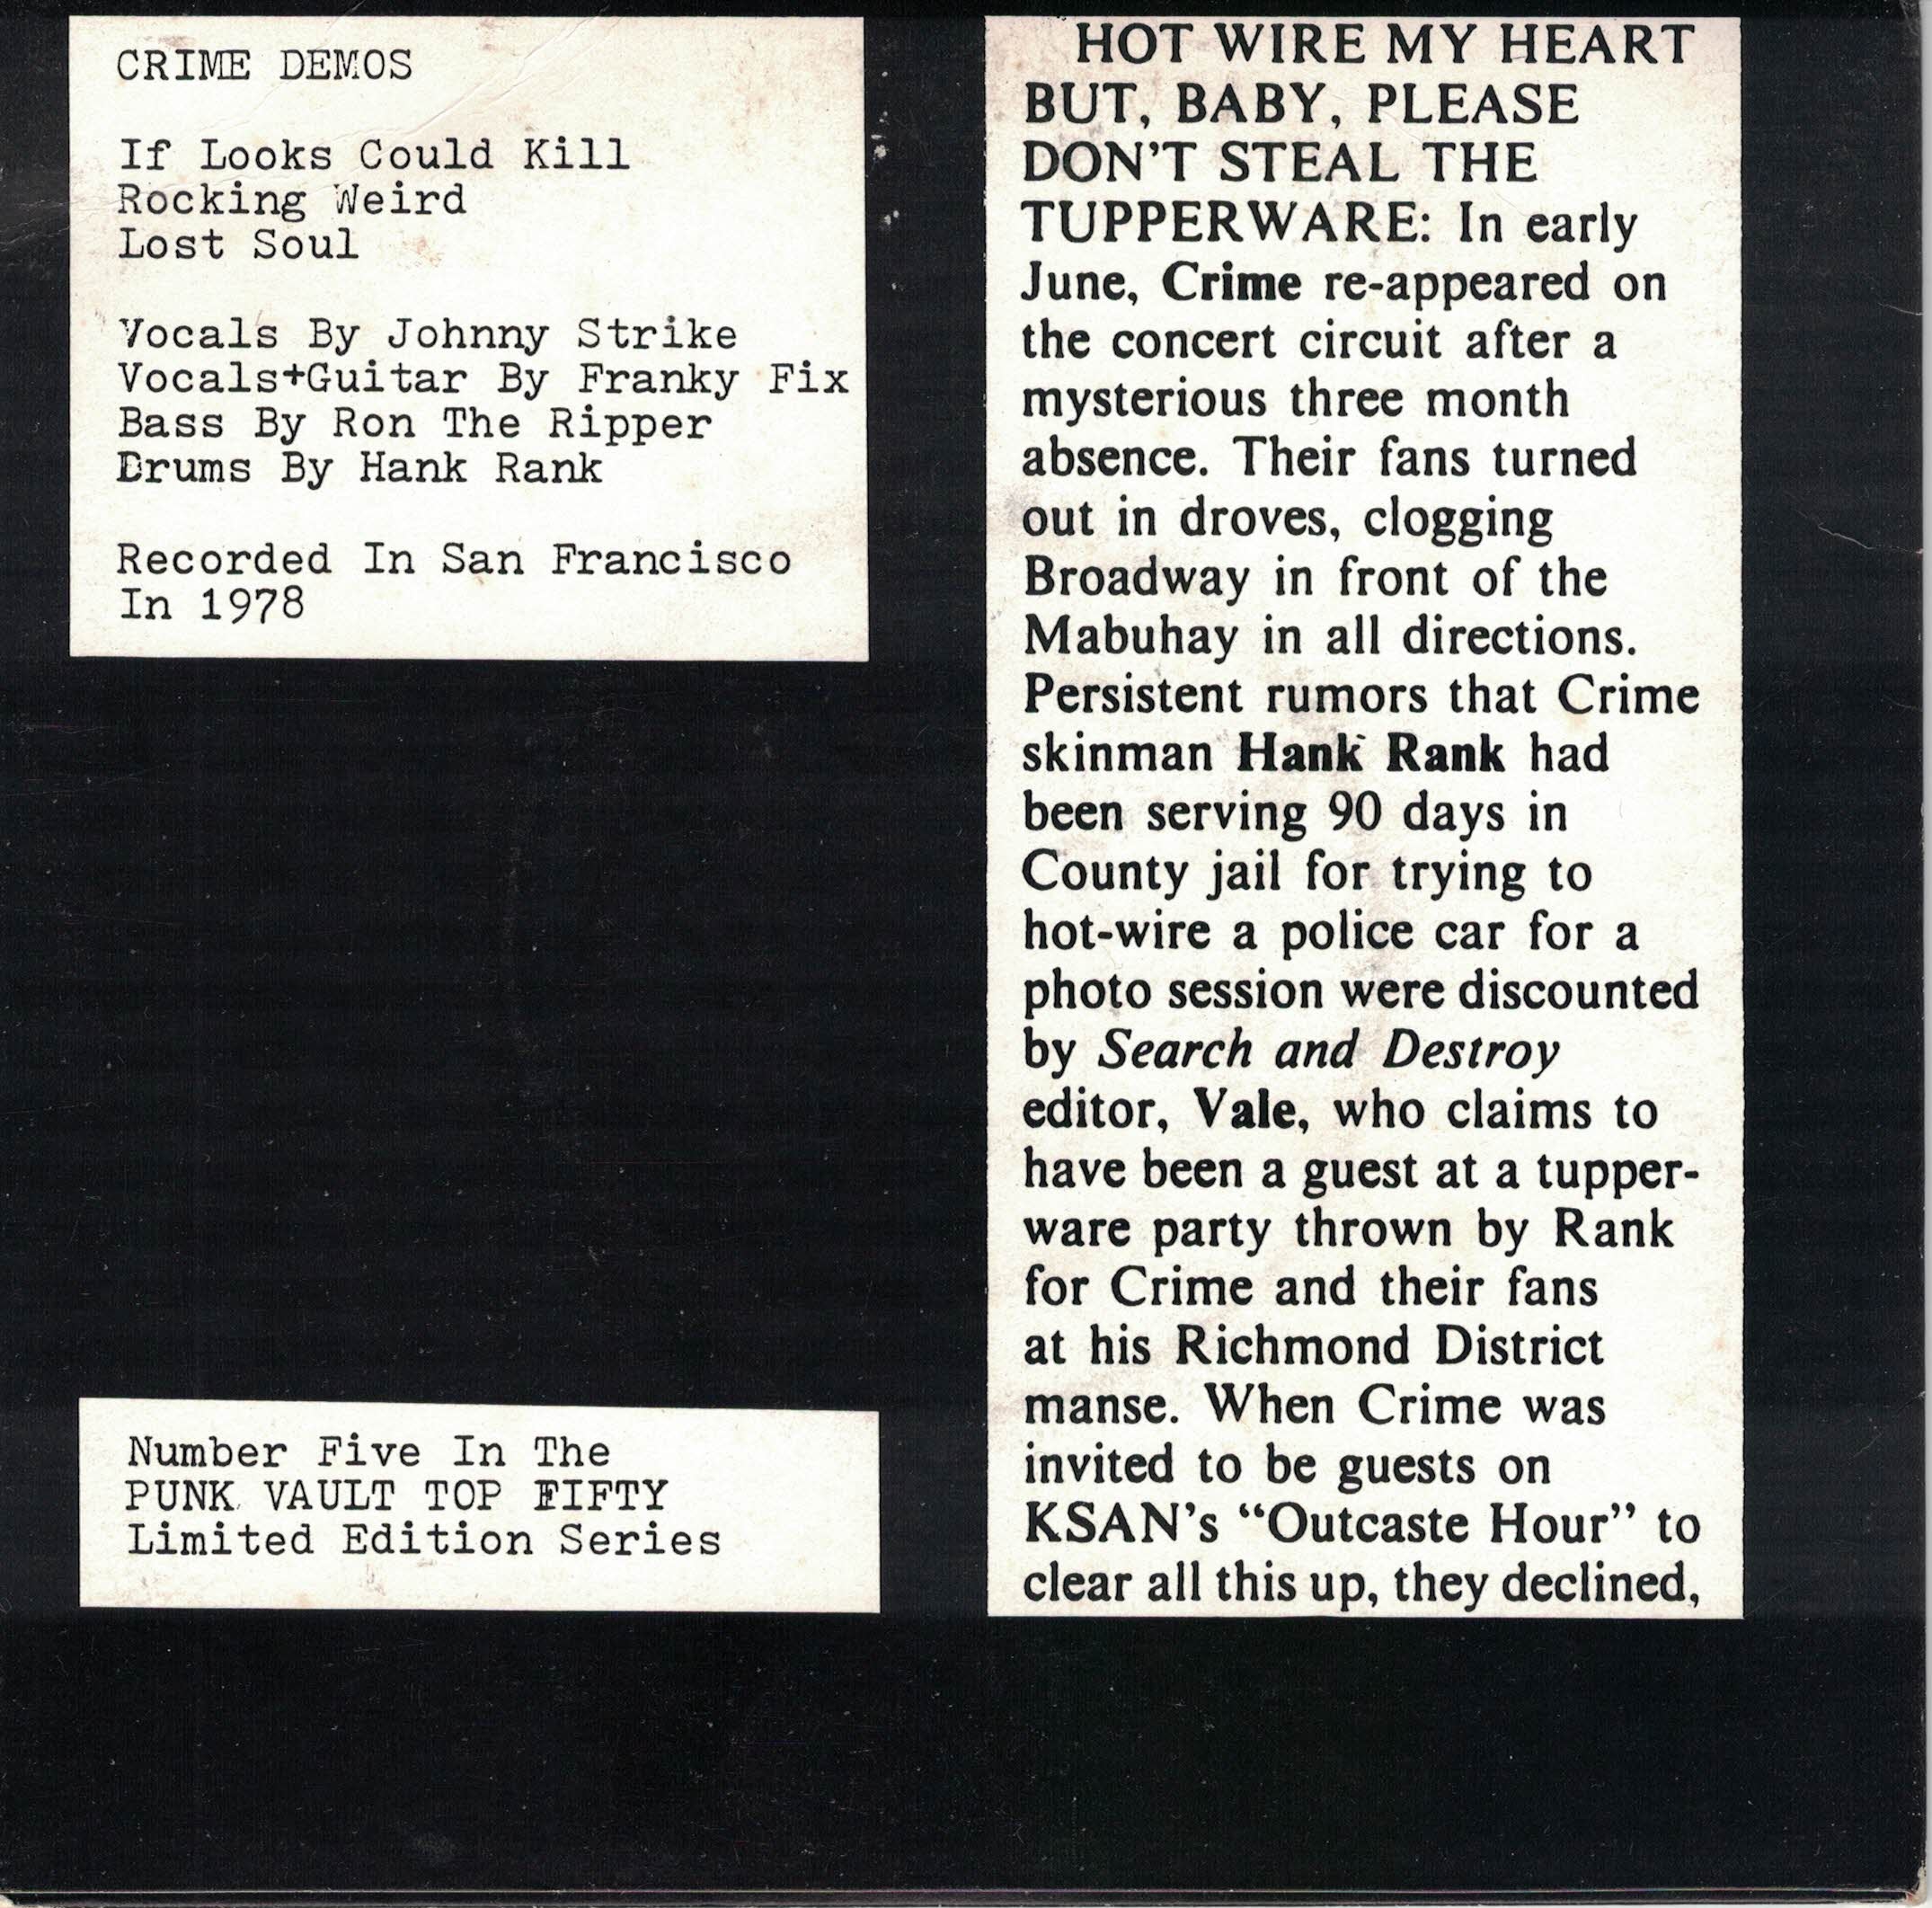 CRIME DEMOS
If Looks Could Kill
Rocking Weird
Lost Soul
Vocals By Johnny Strike
Vocals+Guitar By Franky Fix
Bass By Ron The Ripper
Drums By Hank Rank
Recorded In San Francisco
In 1978
Number Five In The
PUNK VAULT TOP FIFTY
Limited Edition Series
HOT WIRE MY HEART
BUT, BABY, PLEASE
DON'T STEAL THE
TUPPERWARE: In early
June, Crime re-appeared on
the concert circuit after a
mysterious three month
absence. Their fans turned
out in droves, clogging
Broadway in front of the
Mabuhay in all directions.
Persistent rumors that Crime
skinman Hank Rank had
been serving 90 days in
County jail for trying to
hot-wire a police car for a
photo session were discounted
by Search and Destroy
editor, Vale, who claims to
have been a guest at a tupper-
ware party thrown by Rank
for Crime and their fans
at his Richmond District
manse. When Crime was
invited to be guests on
KSAN's “Outcaste Hour” to
clear all this up, they declined,